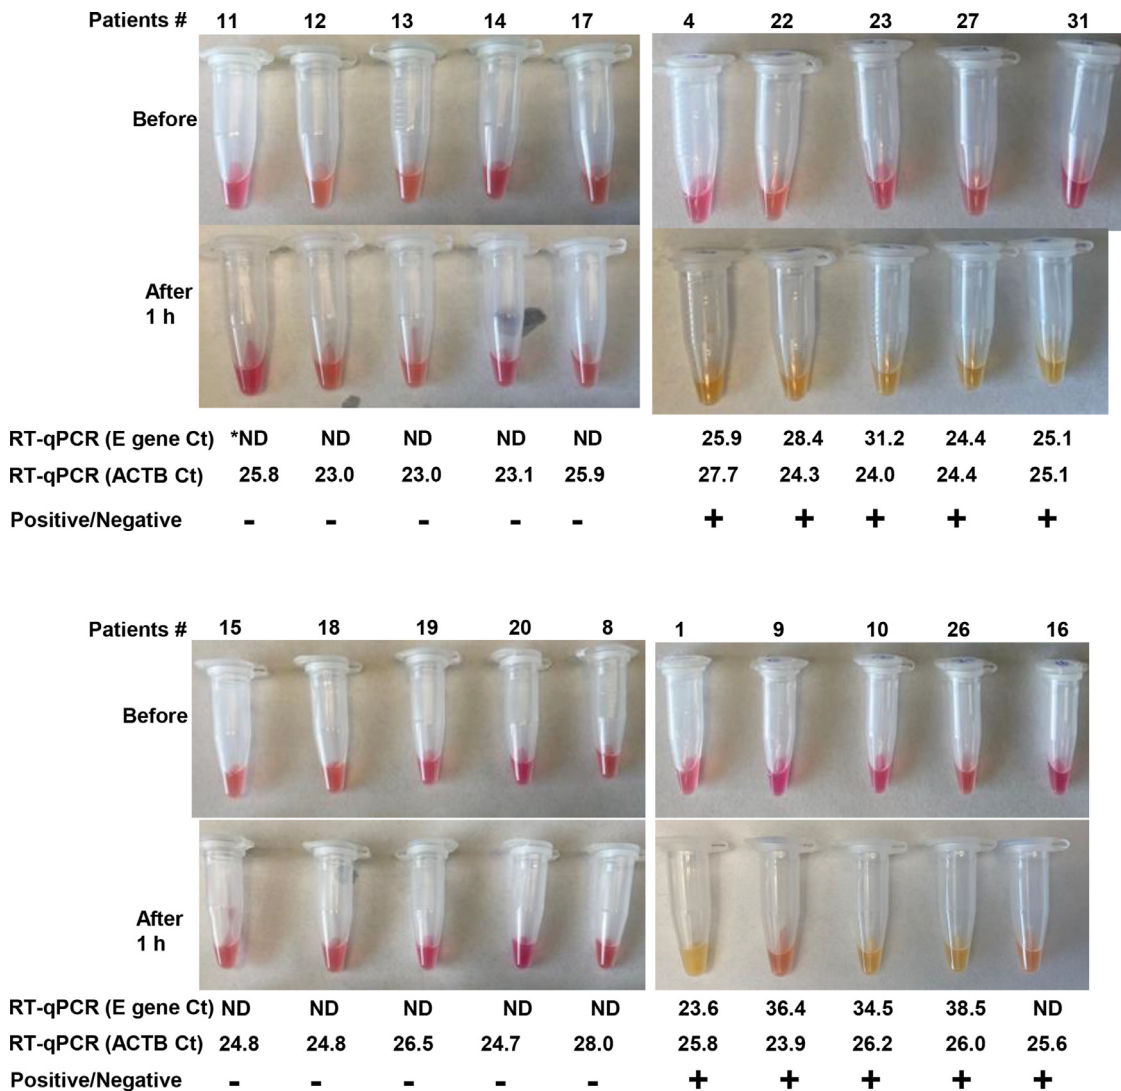 Patients # 11 12 13 14 17 4 22 23 27 31
Before
After
1 h
RT-qPCR (E gene Ct) *ND ND ND ND ND 25.9 28.4 31.2 24.4 25.1
RT-qPCR (ACTB Ct) 25.8 23.0 23.0 23.1 25.9 27.7 24.3 24.0 24.4 25.1
Positive/Negative - - - - - + + + + +
Patients # 15 18 19 20 8 1 9 10 26 16
Before
After
1 h
RT-qPCR (E gene Ct) ND ND ND ND ND 23.6 36.4 34.5 38.5 ND
RT-qPCR (ACTB Ct) 24.8 24.8 26.5 24.7 28.0 25.8 23.9 26.2 26.0 25.6
Positive/Negative - - - - - + + + + +